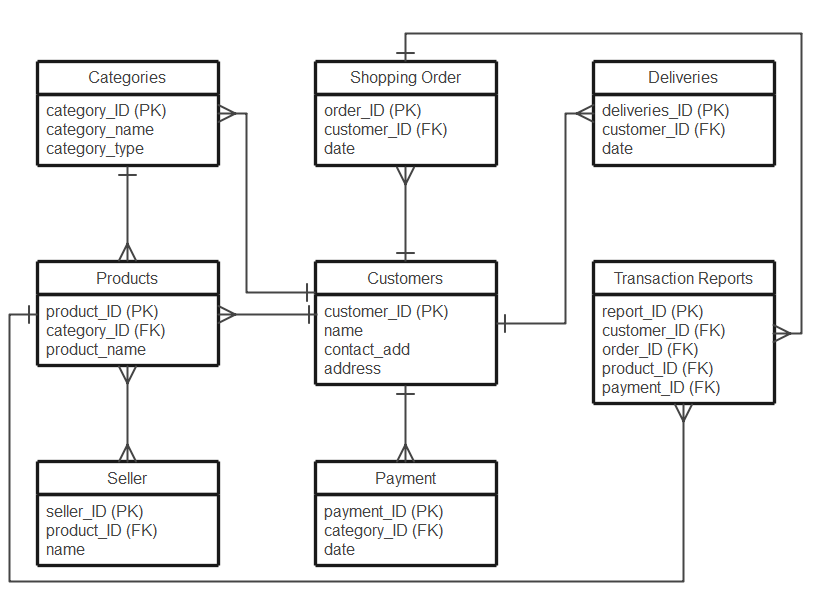 Categories
category_ID (PK)
category_name
category_type
Shopping Order
order_ID (PK)
customer_ID (FK)
date
Deliveries
deliveries_ID (PK)
customer_ID (FK)
date
Products
product_ID (PK)
category_ID (FK)
product_name
Customers
customer_ID (PK)
name
contact_add
address
Transaction Reports
report_ID (PK)
customer_ID (FK)
order_ID (FK)
product_ID (FK)
payment_ID (FK)
Seller
seller_ID (PK)
product_ID (FK)
name
Payment
payment_ID (PK)
category_ID (FK)
date